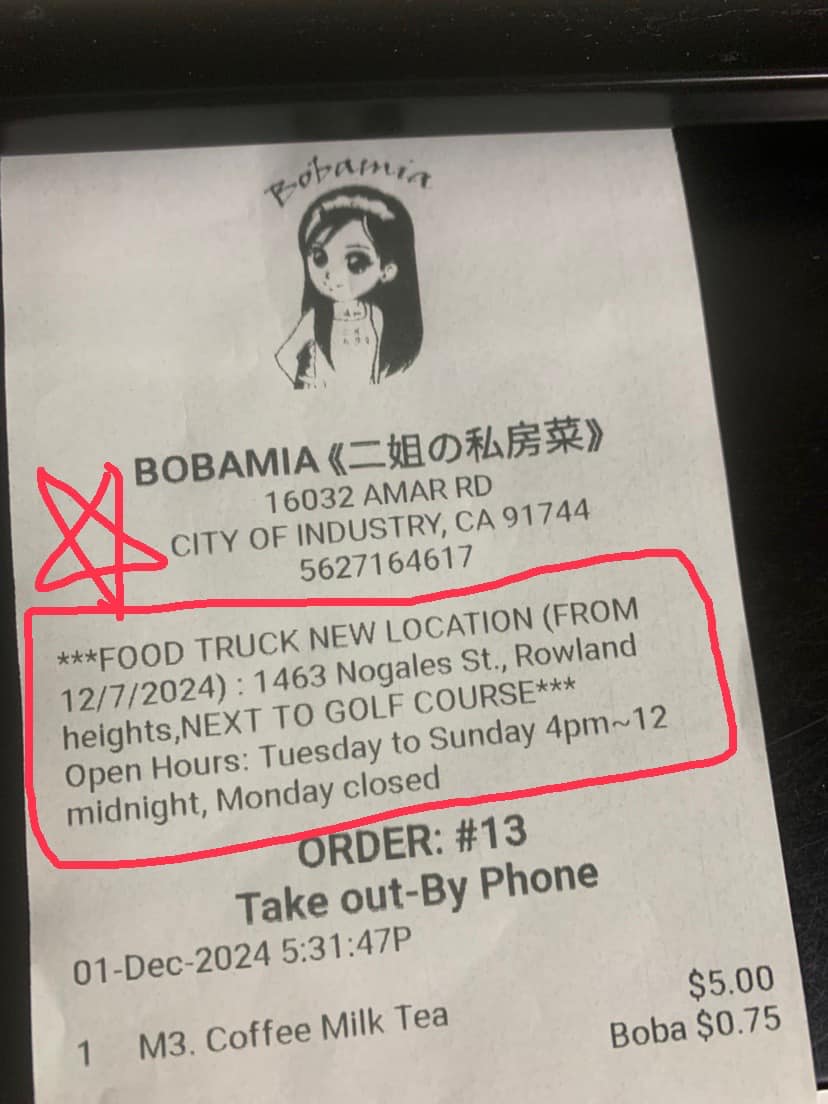 Bobamia
BOBAMIA《二姐の私房菜》
16032 AMAR RD
CITY OF INDUSTRY, CA 91744
5627164617
***FOOD TRUCK NEW LOCATION (FROM
12/7/2024) : 1463 Nogales St., Rowland
heights,NEXT TO GOLF COURSE***
Open Hours: Tuesday to Sunday 4pm~12
midnight, Monday closed
ORDER: #13
Take out-By Phone
01-Dec-2024 5:31:47P
1 M3. Coffee Milk Tea $5.00
Boba $0.75